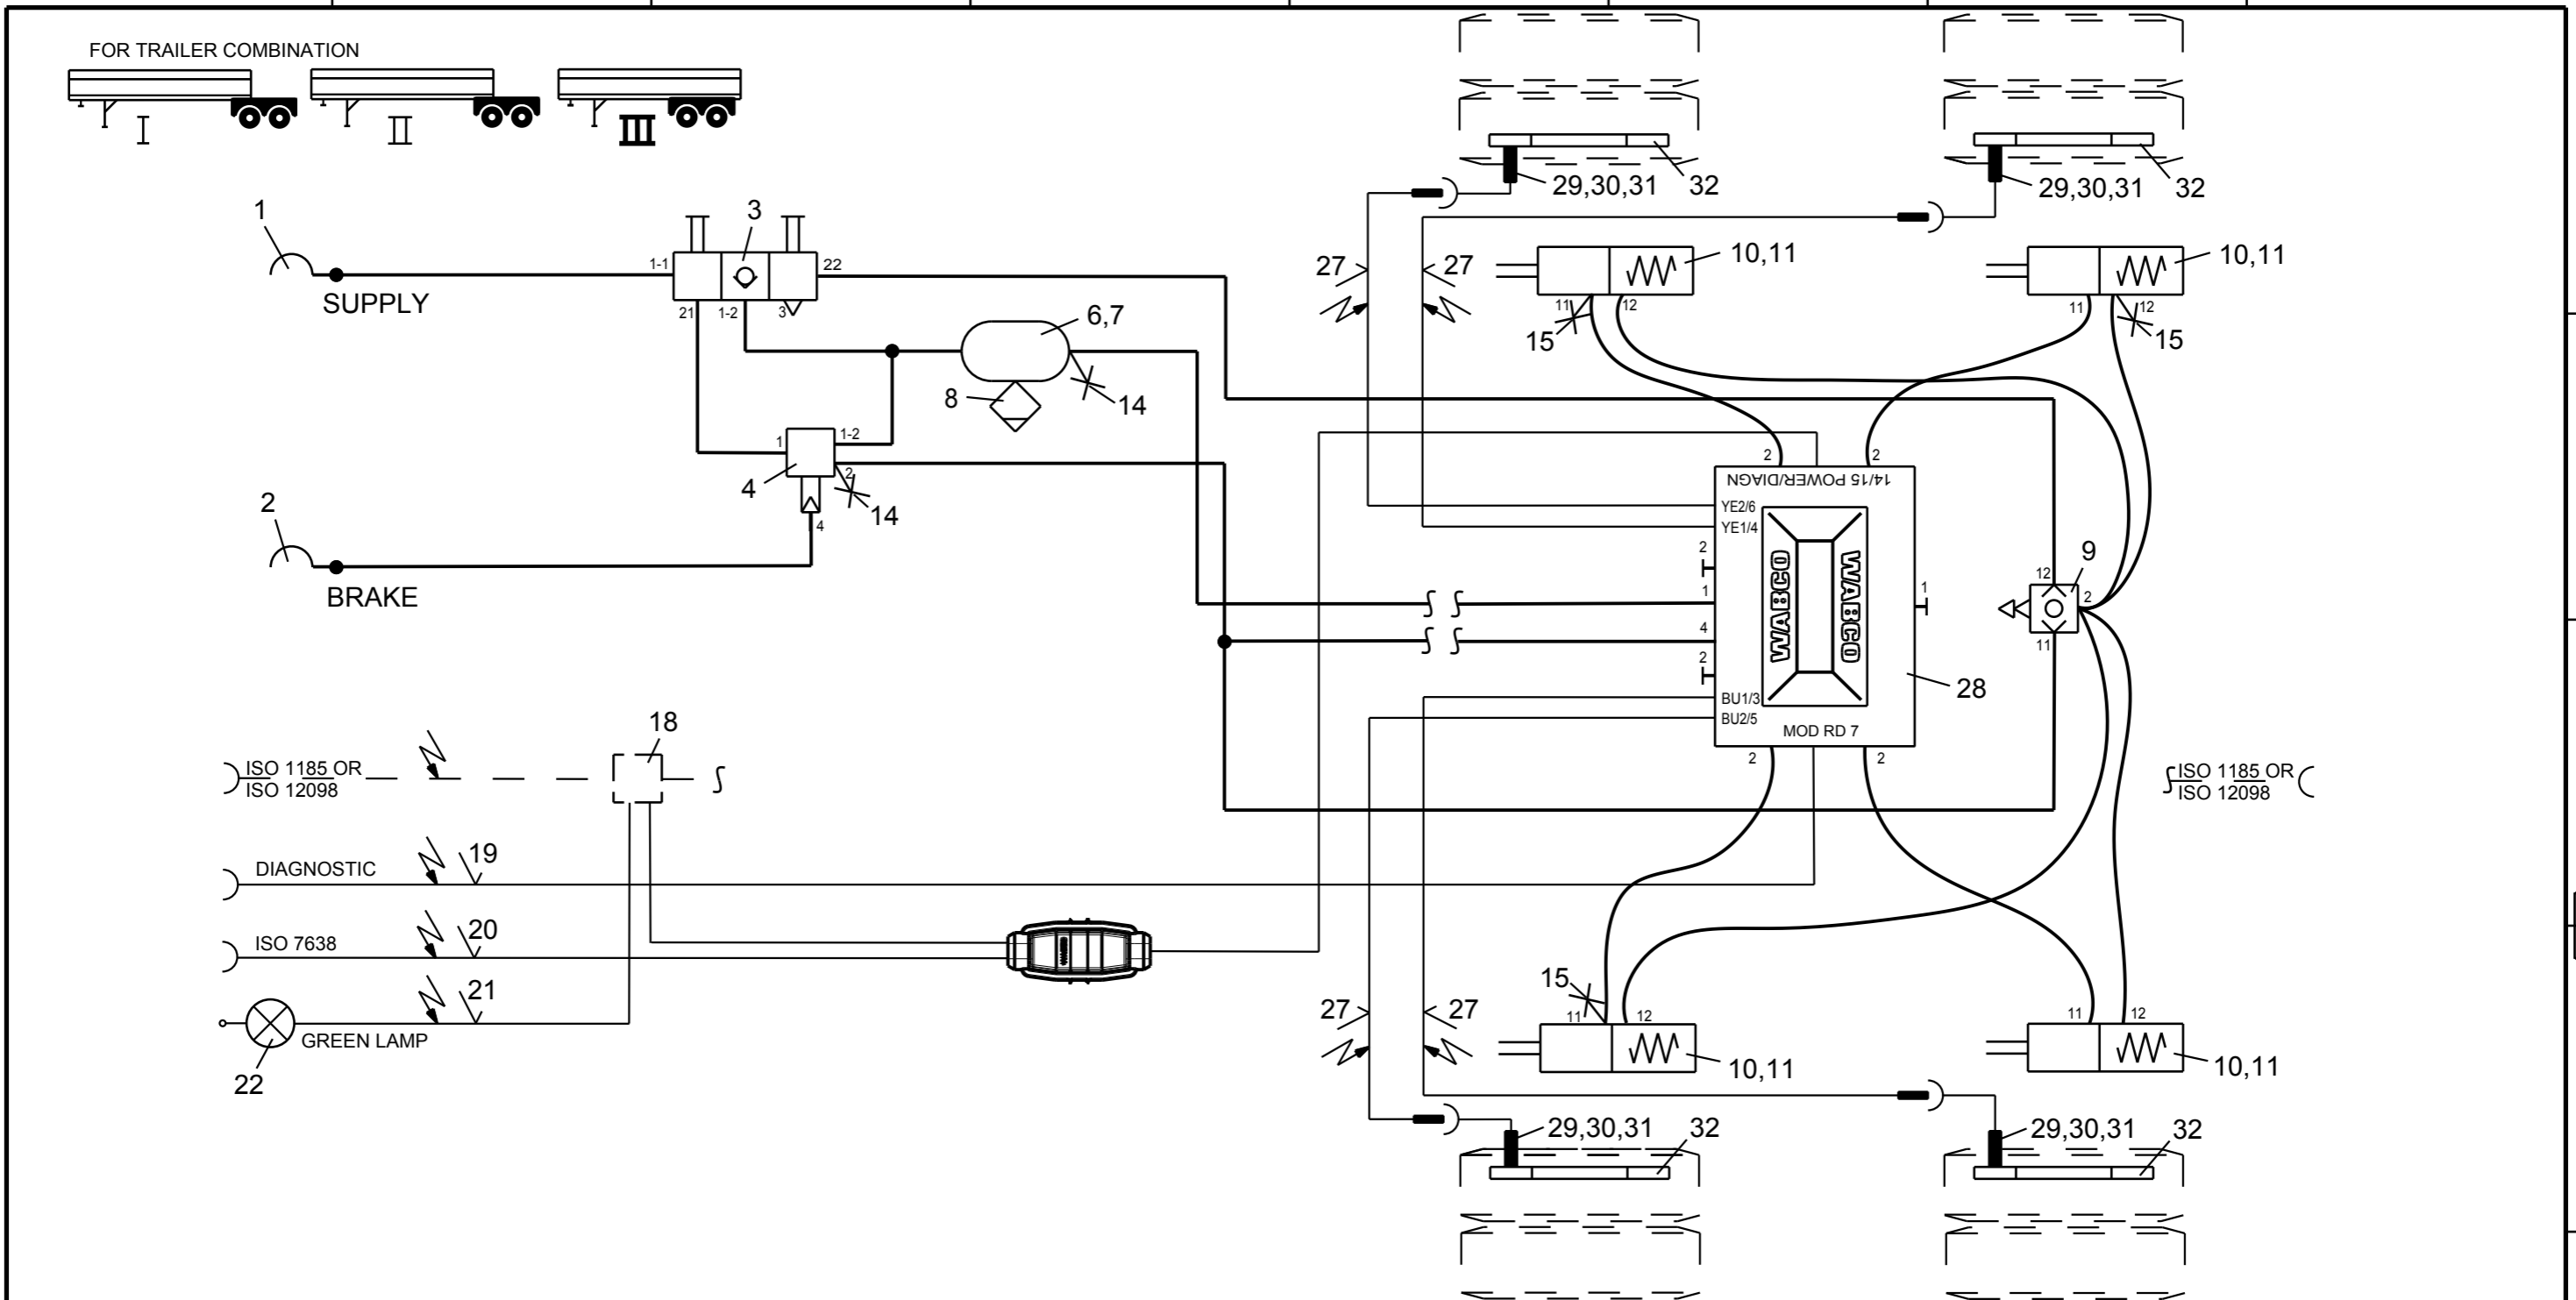 FOR TRAILER COMBINATION
I II III
29,30,31 32 29,30,31 32
1 3
1-1 22
SUPPLY
21 1-2 3
27 27
10,11 10,11
11 12 11 12
15 15
6,7
8 14
1 1-2
2
4 14
4
2
BRAKE
2 2
14/15 POWER/DIAGN
YE2/6
YE1/4
2
1
4
2
WABCO WABCO
1
BU1/3
BU2/5
MOD RD 7
2 2
28
9
12
2
11
18
ISO 1185 OR
ISO 12098
ISO 1185 OR
ISO 12098
DIAGNOSTIC 19
ISO 7638 20
21
GREEN LAMP
22
27 27
15
11 12 11 12
10,11 10,11
29,30,31 32 29,30,31 32